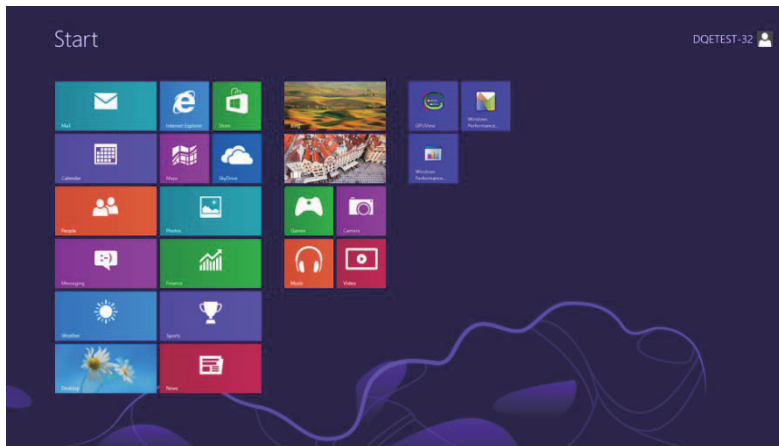 Start
DQETEST-32
Mail
Internet Explorer
Store
Bing
GPUView
Windows
Performance...
Calendar
Maps
SkyDrive
Windows
Performance...
People
Photos
Games
Camera
Messaging
Finance
Music
Video
Weather
Sports
Desktop
News